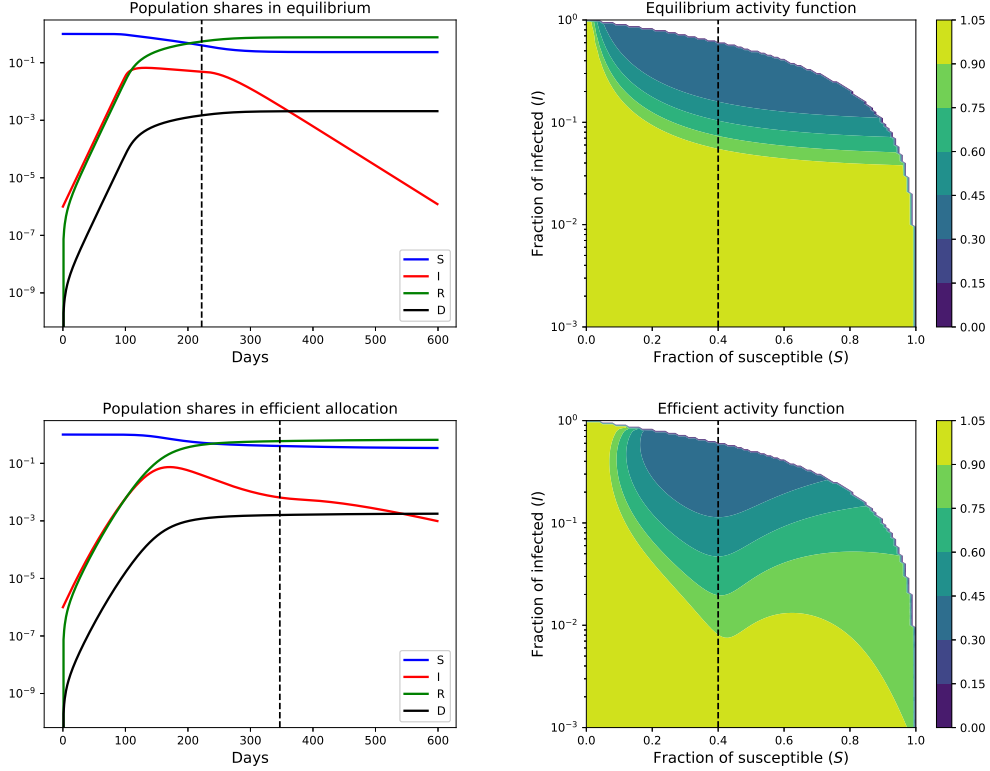 Population shares in equilibrium
10⁻¹
10⁻³
10⁻⁵
10⁻⁷
10⁻⁹
S
I
R
D
0 100 200 300 400 500 600
Days
Equilibrium activity function
Fraction of infected (I)
10⁰
10⁻¹
10⁻²
10⁻³
0.0 0.2 0.4 0.6 0.8 1.0
Fraction of susceptible (S)
1.05
0.90
0.75
0.60
0.45
0.30
0.15
0.00
Population shares in efficient allocation
10⁻¹
10⁻³
10⁻⁵
10⁻⁷
10⁻⁹
S
I
R
D
0 100 200 300 400 500 600
Days
Efficient activity function
Fraction of infected (I)
10⁰
10⁻¹
10⁻²
10⁻³
0.0 0.2 0.4 0.6 0.8 1.0
Fraction of susceptible (S)
1.05
0.90
0.75
0.60
0.45
0.30
0.15
0.00